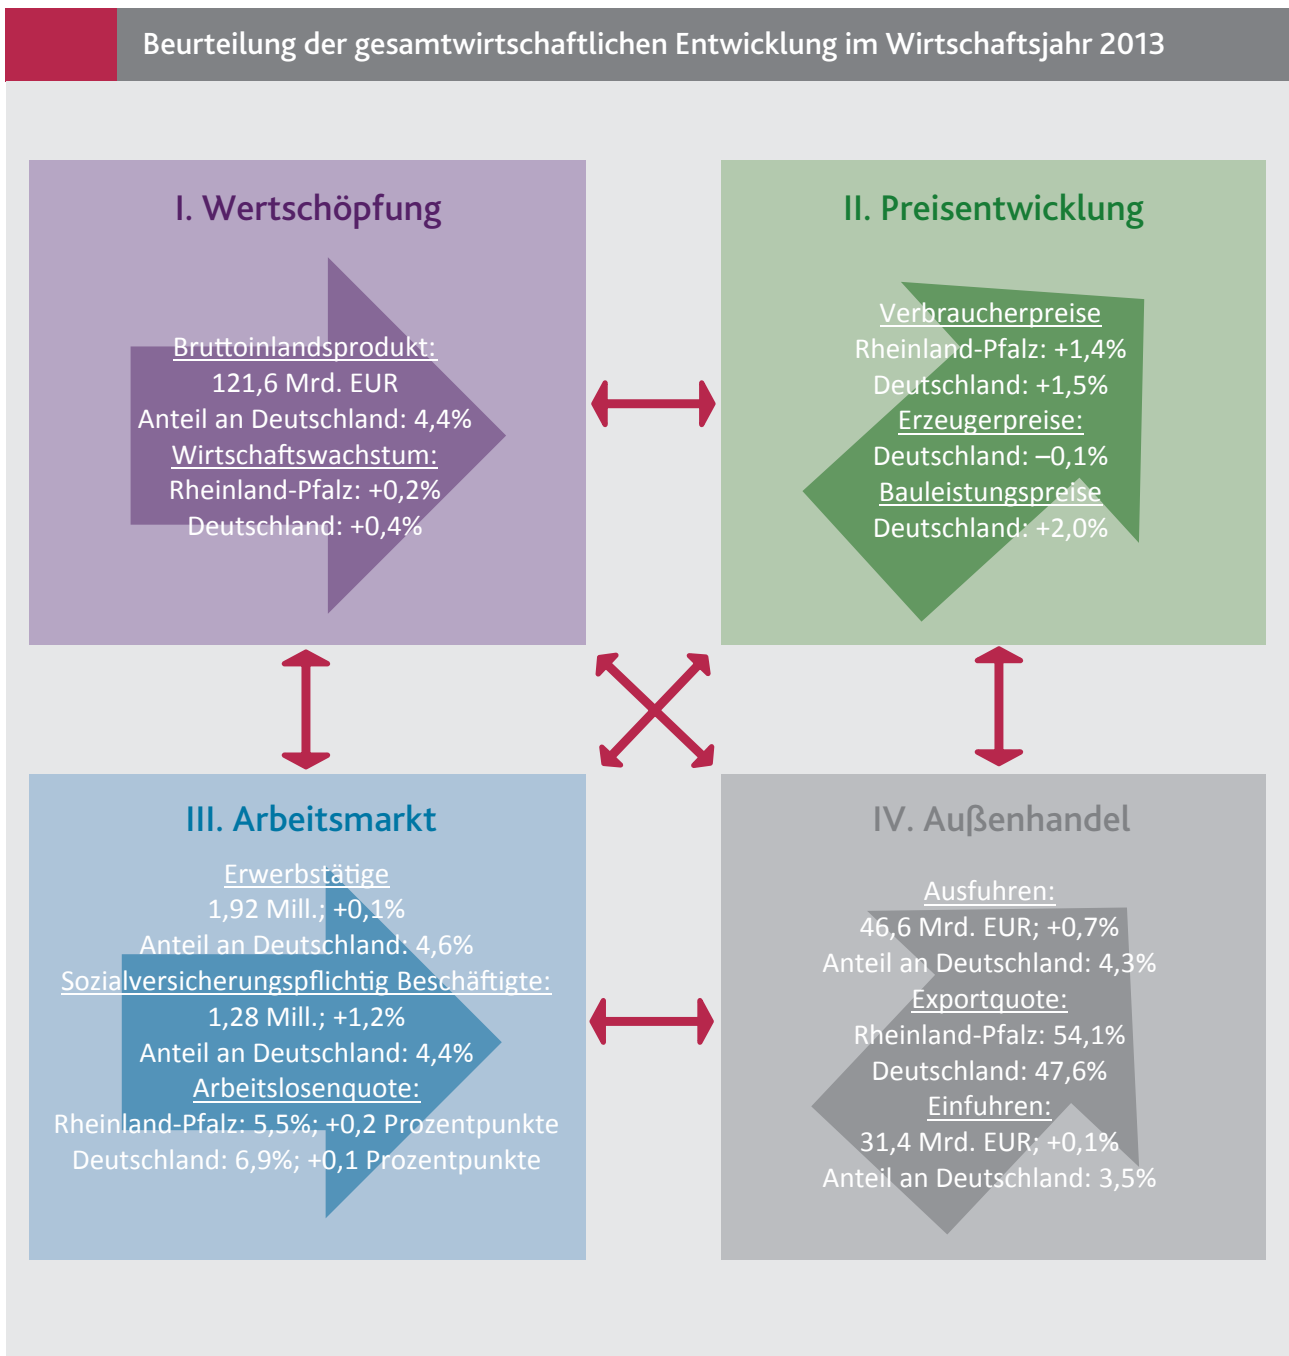 Beurteilung der gesamtwirtschaftlichen Entwicklung im Wirtschaftsjahr 2013
I. Wertschöpfung
Bruttoinlandsprodukt:
121,6 Mrd. EUR
Anteil an Deutschland: 4,4%
Wirtschaftswachstum:
Rheinland-Pfalz: +0,2%
Deutschland: +0,4%
II. Preisentwicklung
Verbraucherpreise
Rheinland-Pfalz: +1,4%
Deutschland: +1,5%
Erzeugerpreise:
Deutschland: –0,1%
Bauleistungspreise
Deutschland: +2,0%
III. Arbeitsmarkt
Erwerbstätige
1,92 Mill.; +0,1%
Anteil an Deutschland: 4,6%
Sozialversicherungspflichtig Beschäftigte:
1,28 Mill.; +1,2%
Anteil an Deutschland: 4,4%
Arbeitslosenquote:
Rheinland-Pfalz: 5,5%; +0,2 Prozentpunkte
Deutschland: 6,9%; +0,1 Prozentpunkte
IV. Außenhandel
Ausfuhren:
46,6 Mrd. EUR; +0,7%
Anteil an Deutschland: 4,3%
Exportquote:
Rheinland-Pfalz: 54,1%
Deutschland: 47,6%
Einfuhren:
31,4 Mrd. EUR; +0,1%
Anteil an Deutschland: 3,5%